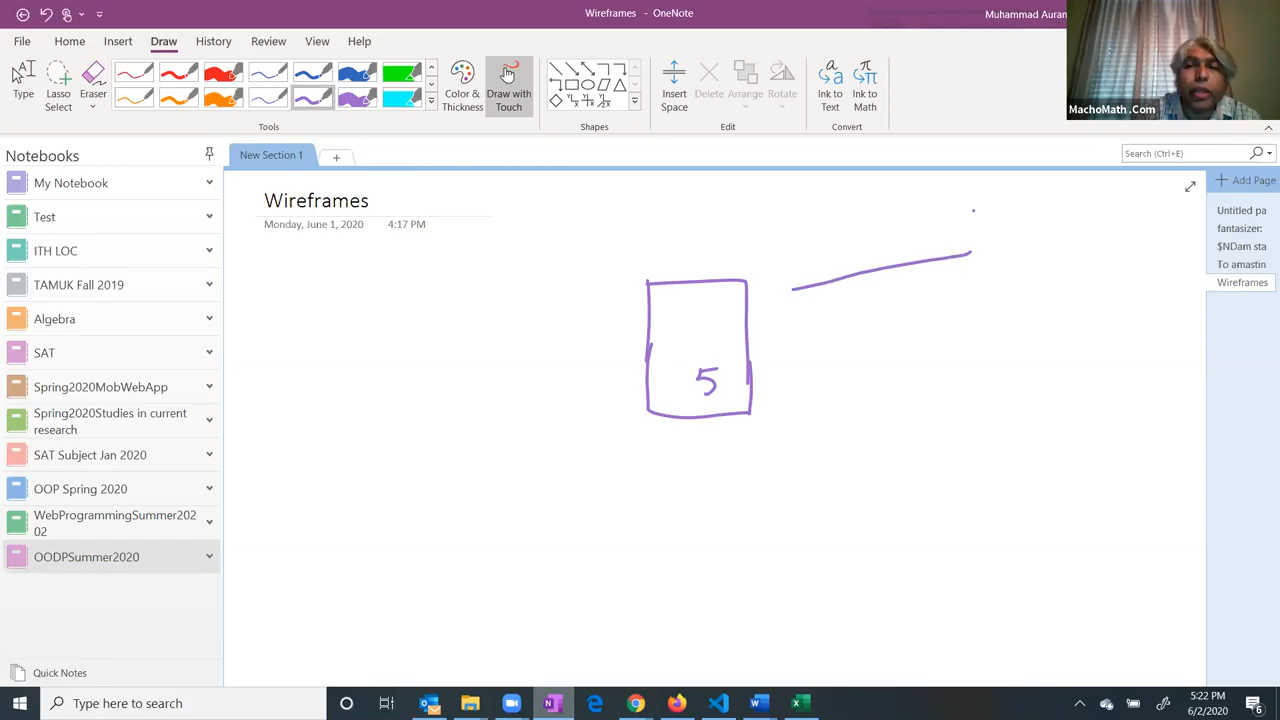 Wireframes - OneNote
Muhammad Auran
File
Home
Insert
Draw
History
Review
View
Help
Type
Lasso Select
Eraser
Color & Thickness
Draw with Touch
Insert Space
Delete
Arrange
Rotate
Ink to Text
Ink to Math
Tools
Shapes
Edit
Convert
MachoMath .Com
Notebooks
New Section 1
Search (Ctrl+E)
My Notebook
Test
ITH LOC
TAMUK Fall 2019
Algebra
SAT
Spring2020MobWebApp
Spring2020Studies in current
research
SAT Subject Jan 2020
OOP Spring 2020
WebProgrammingSummer202
02
OODPSummer2020
Quick Notes
Wireframes
Monday, June 1, 2020 4:17 PM
5
Add Page
Untitled pa
fantasizer:
$NDam sta
To amastin
Wireframes
Type here to search
5:22 PM
6/2/2020
6